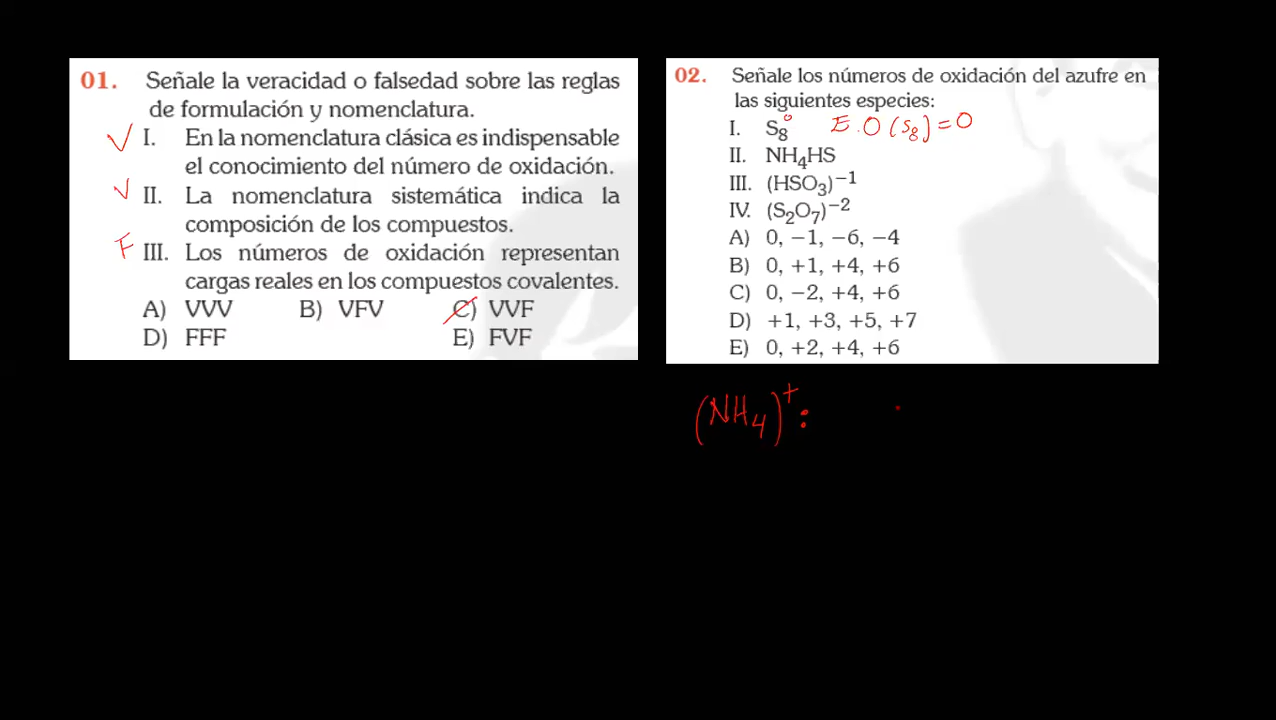 01. Señale la veracidad o falsedad sobre las reglas
de formulación y nomenclatura.
V I. En la nomenclatura clásica es indispensable
el conocimiento del número de oxidación.
V II. La nomenclatura sistemática indica la
composición de los compuestos.
F III. Los números de oxidación representan
cargas reales en los compuestos covalentes.
A) VVV B) VFV C) VVF
D) FFF E) FVF
02. Señale los números de oxidación del azufre en
las siguientes especies:
I. S₈⁰ E.O (S₈) = 0
II. NH₄HS
III. (HSO₃)⁻¹
IV. (S₂O₇)⁻²
A) 0, −1, −6, −4
B) 0, +1, +4, +6
C) 0, −2, +4, +6
D) +1, +3, +5, +7
E) 0, +2, +4, +6
(NH₄)⁺: